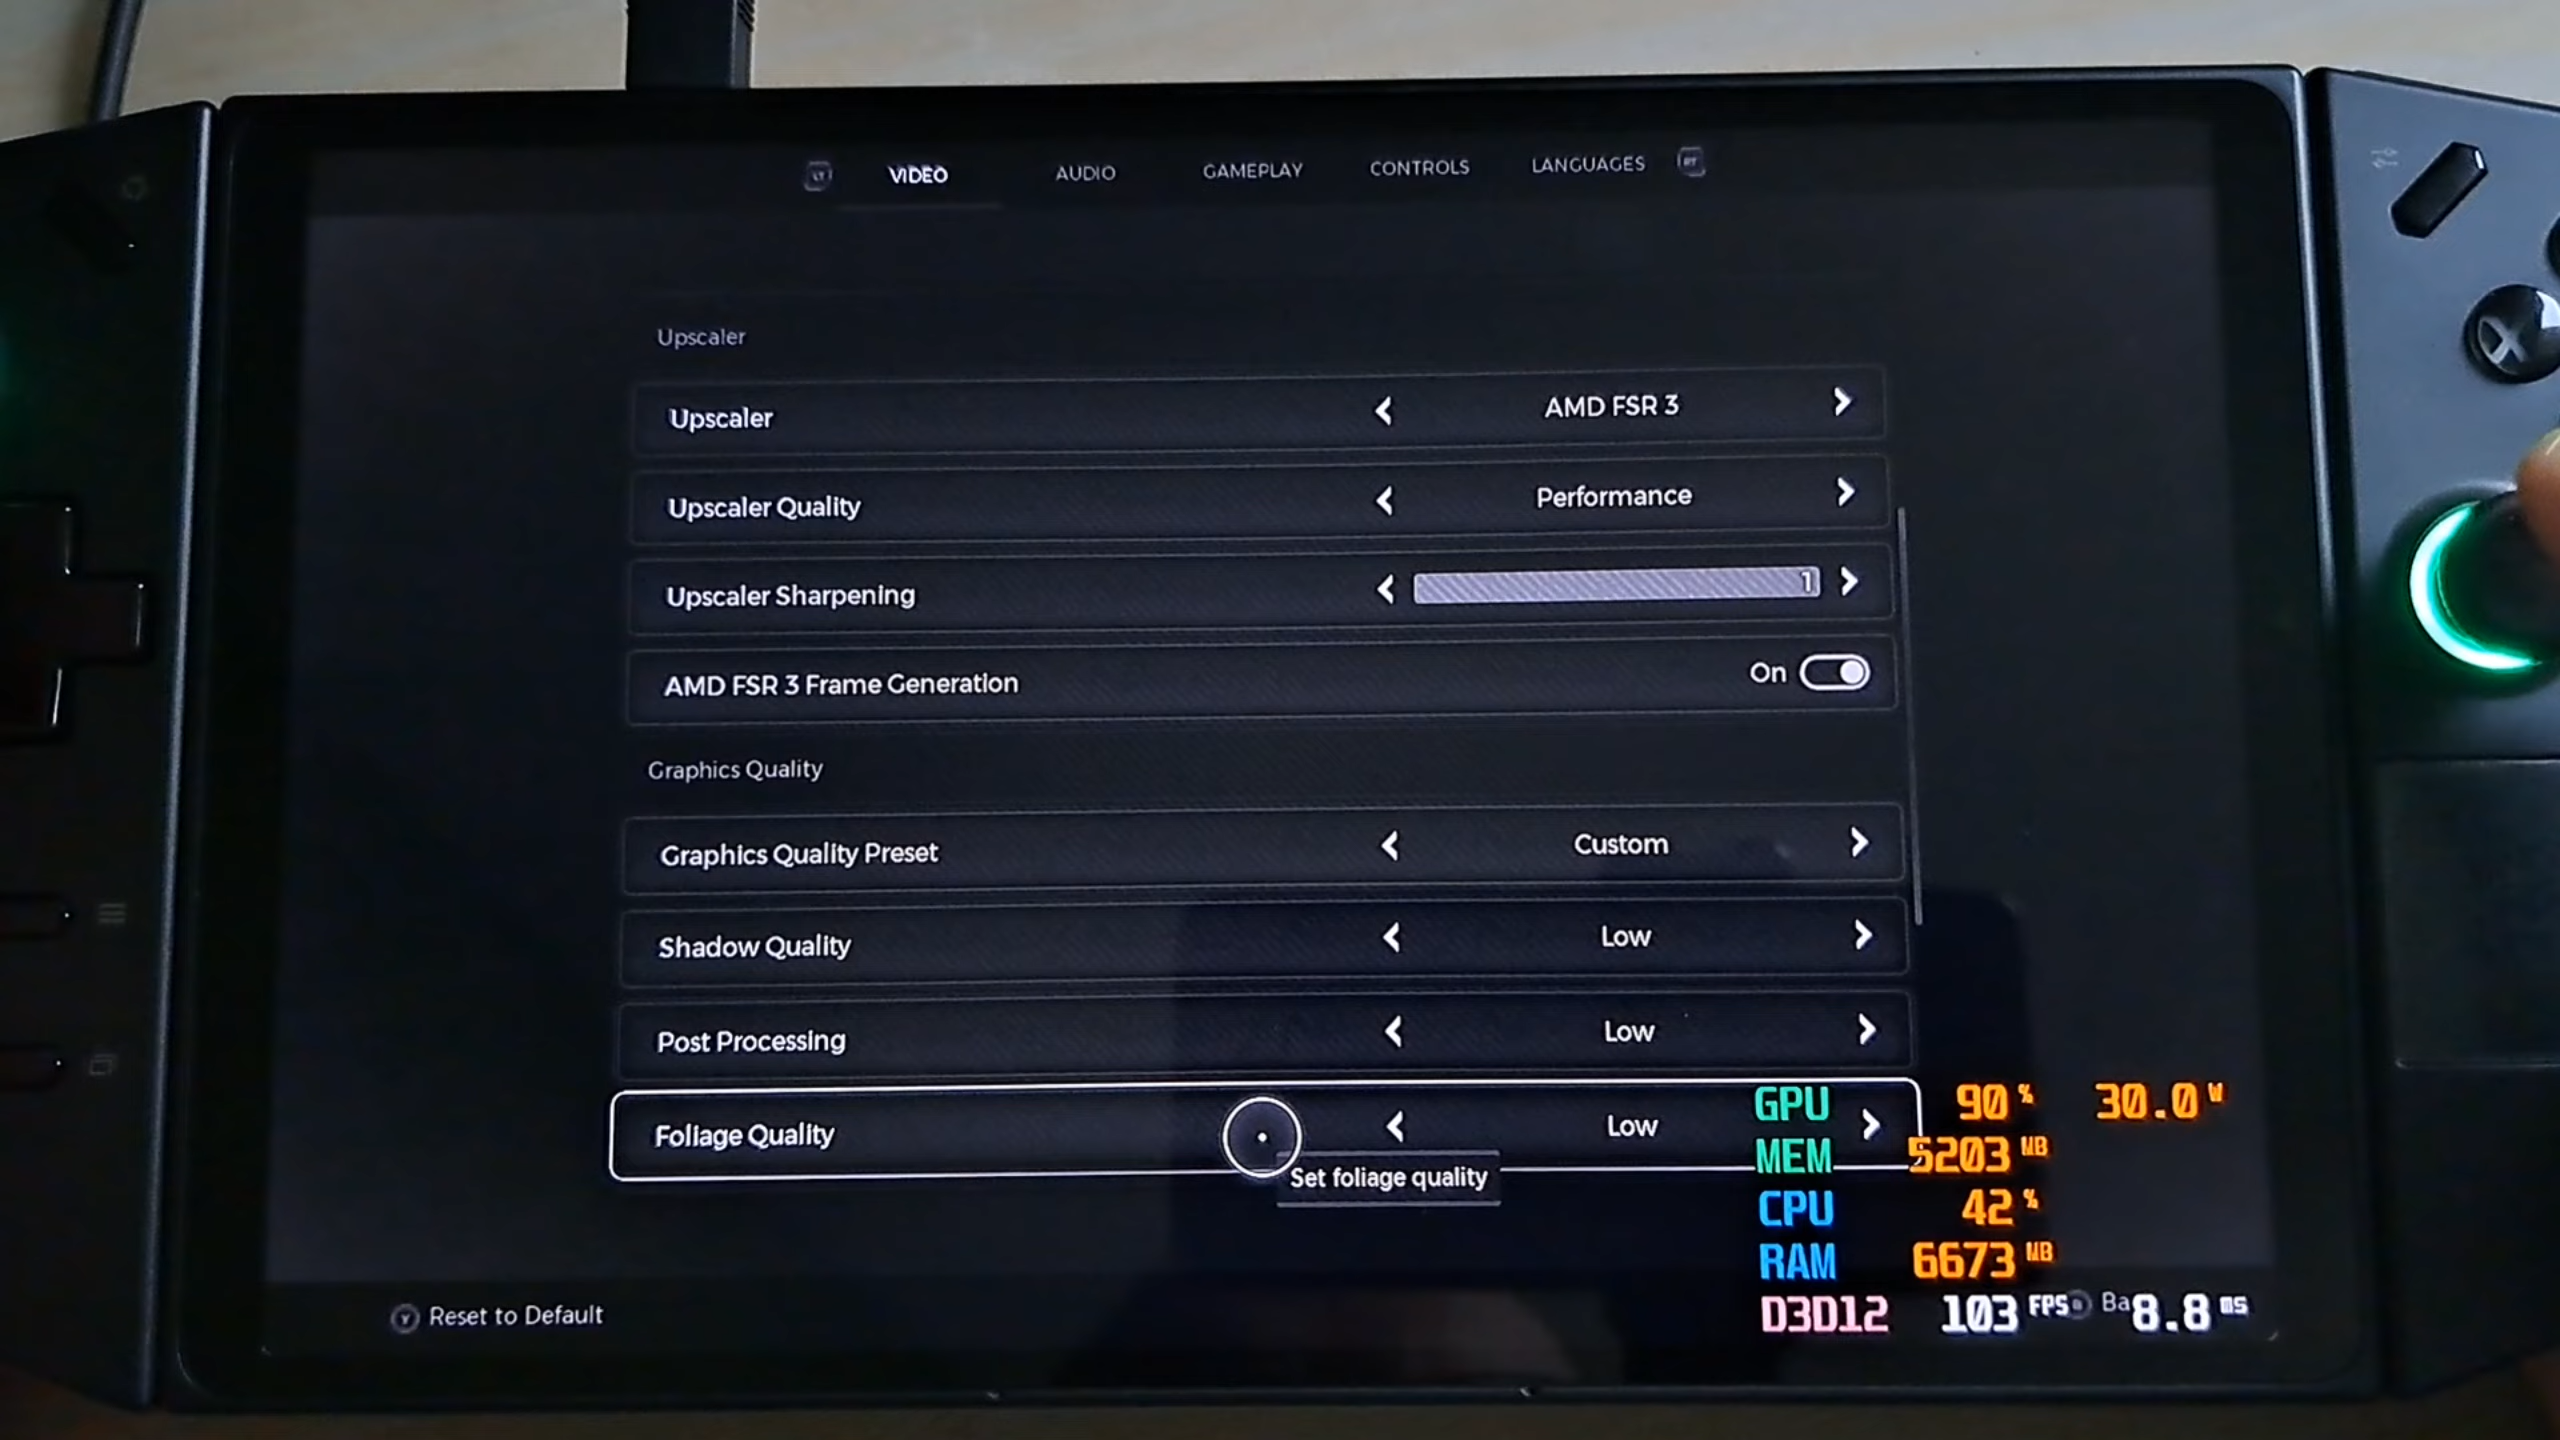 LT VIDEO AUDIO GAMEPLAY CONTROLS LANGUAGES RT
Upscaler
Upscaler AMD FSR 3
Upscaler Quality Performance
Upscaler Sharpening 1
AMD FSR 3 Frame Generation On
Graphics Quality
Graphics Quality Preset Custom
Shadow Quality Low
Post Processing Low
Foliage Quality Low
Set foliage quality
GPU 90 % 30.0 W
MEM 5203 MB
CPU 42 %
RAM 6673 MB
D3D12 103 FPS 8.8 ms
Y Reset to Default
B Ba
X